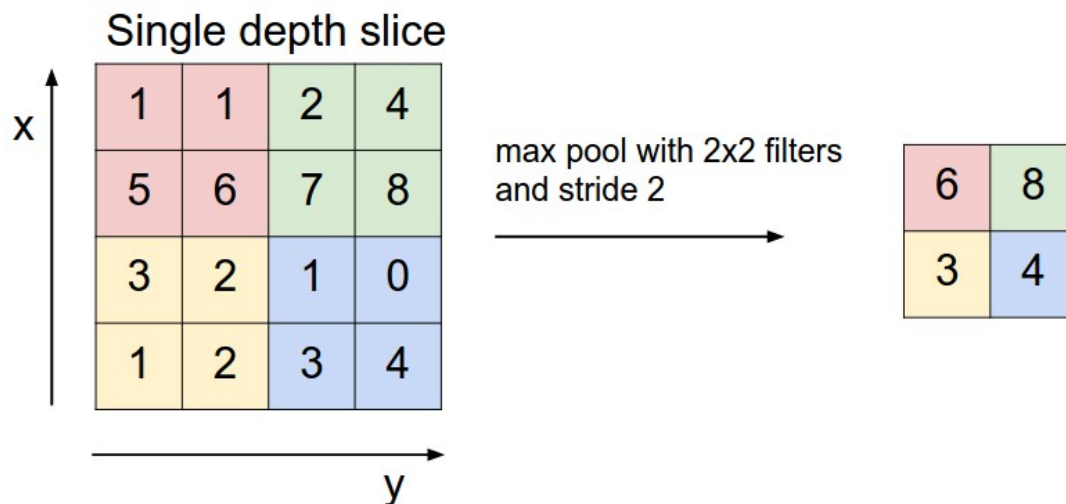 Single depth slice
x
1 1 2 4
5 6 7 8
3 2 1 0
1 2 3 4
y
max pool with 2x2 filters
and stride 2
6 8
3 4